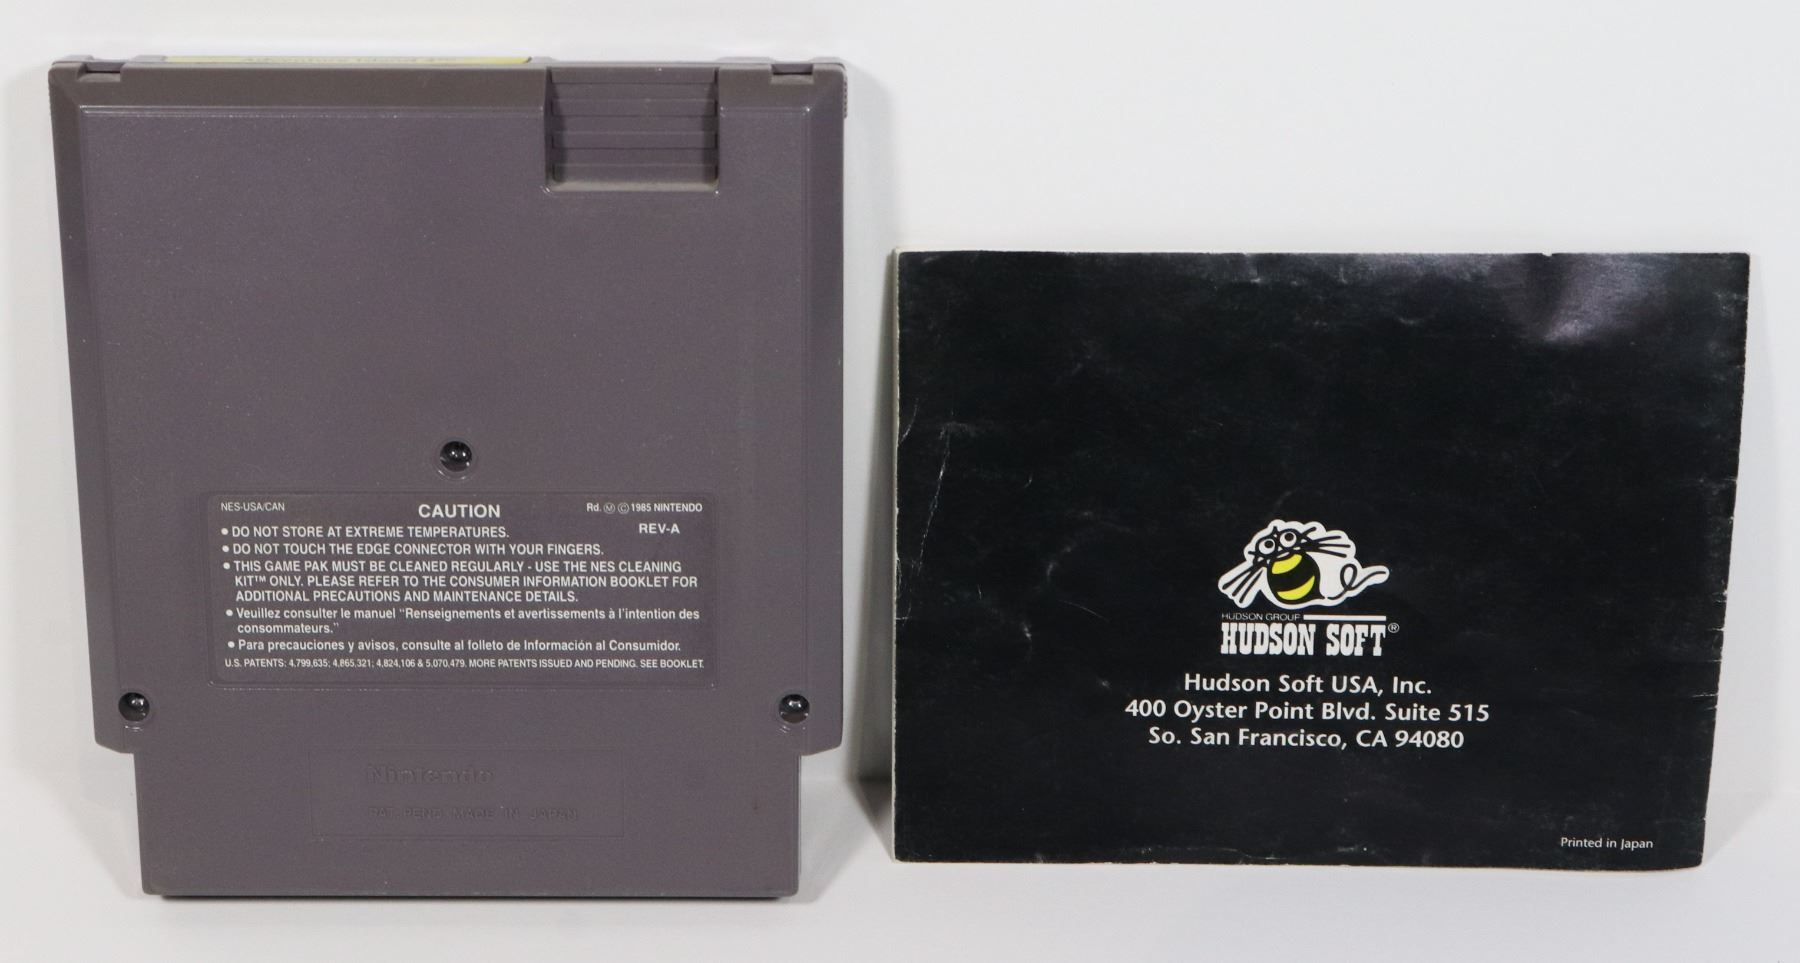 Adventure Island 3™
NES-USA/CAN
CAUTION
Rd. Ⓜ Ⓒ 1985 NINTENDO
REV-A
• DO NOT STORE AT EXTREME TEMPERATURES.
• DO NOT TOUCH THE EDGE CONNECTOR WITH YOUR FINGERS.
• THIS GAME PAK MUST BE CLEANED REGULARLY - USE THE NES CLEANING
KIT™ ONLY. PLEASE REFER TO THE CONSUMER INFORMATION BOOKLET FOR
ADDITIONAL PRECAUTIONS AND MAINTENANCE DETAILS.
• Veuillez consulter le manuel "Renseignements et avertissements à l'intention des
consommateurs."
• Para precauciones y avisos, consulte al folleto de Información al Consumidor.
U.S. PATENTS: 4,799,635; 4,865,321; 4,824,106 & 5,070,479. MORE PATENTS ISSUED AND PENDING. SEE BOOKLET.
Nintendo
PAT. PEND. MADE IN JAPAN
HUDSON GROUP
HUDSON SOFT®
Hudson Soft USA, Inc.
400 Oyster Point Blvd. Suite 515
So. San Francisco, CA 94080
Printed in Japan